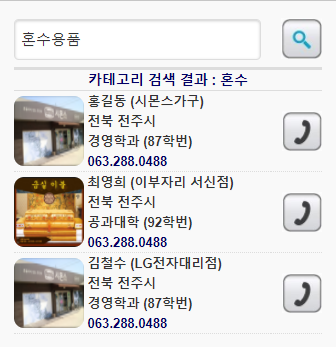 혼수용품
카테고리 검색 결과 : 혼수
홍길동 (시몬스가구)
전북 전주시
경영학과 (87학번)
063.288.0488
최영희 (이부자리 서신점)
전북 전주시
공과대학 (92학번)
063.288.0488
김철수 (LG전자대리점)
전북 전주시
경영학과 (87학번)
063.288.0488